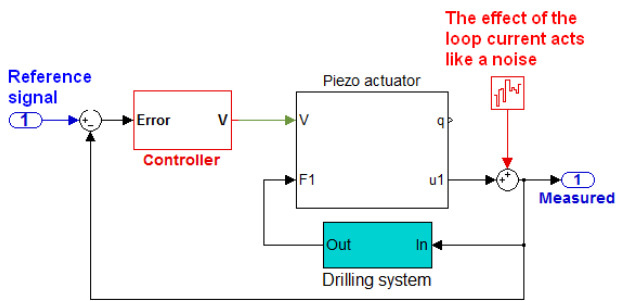 The effect of the
loop current acts
like a noise
Reference
signal
1
Error V
Controller
Piezo actuator
V
q
F1
u1
1
Measured
Out In
Drilling system